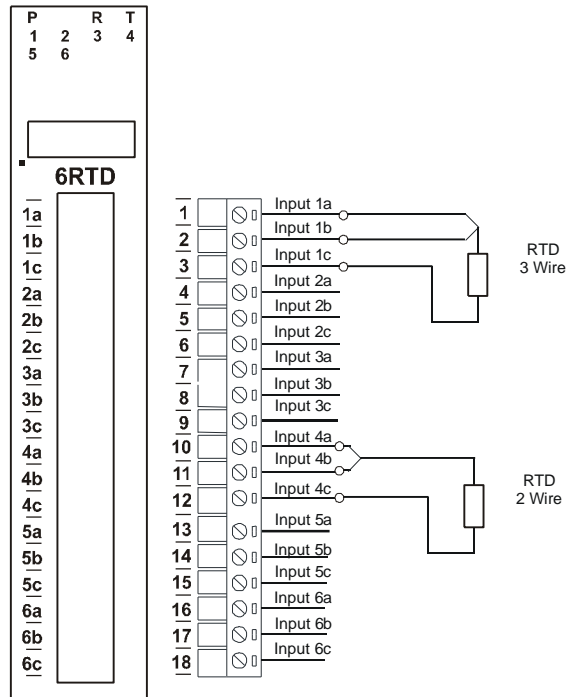 P R T
1 2 3 4
5 6
6RTD
1a
1b
1c
2a
2b
2c
3a
3b
3c
4a
4b
4c
5a
5b
5c
6a
6b
6c
1 Input 1a
2 Input 1b
3 Input 1c
4 Input 2a
5 Input 2b
6 Input 2c
7 Input 3a
8 Input 3b
9 Input 3c
10 Input 4a
11 Input 4b
12 Input 4c
13 Input 5a
14 Input 5b
15 Input 5c
16 Input 6a
17 Input 6b
18 Input 6c
RTD
3 Wire
RTD
2 Wire